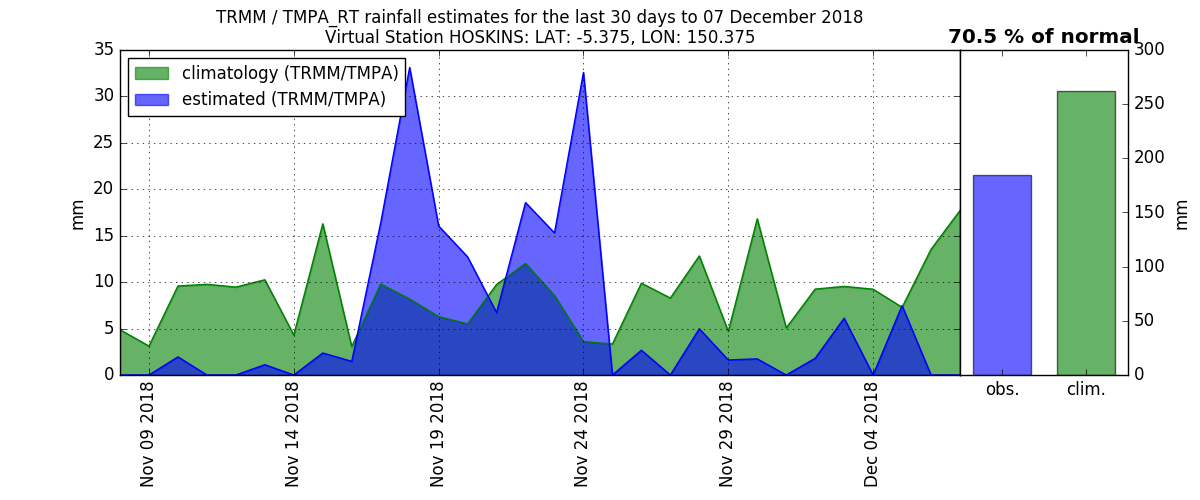 TRMM / TMPA_RT rainfall estimates for the last 30 days to 07 December 2018
Virtual Station HOSKINS: LAT: -5.375, LON: 150.375
70.5 % of normal
climatology (TRMM/TMPA)
estimated (TRMM/TMPA)
35
30
25
20
15
10
5
0
mm
Nov 09 2018
Nov 14 2018
Nov 19 2018
Nov 24 2018
Nov 29 2018
Dec 04 2018
300
250
200
150
100
50
0
mm
obs.
clim.